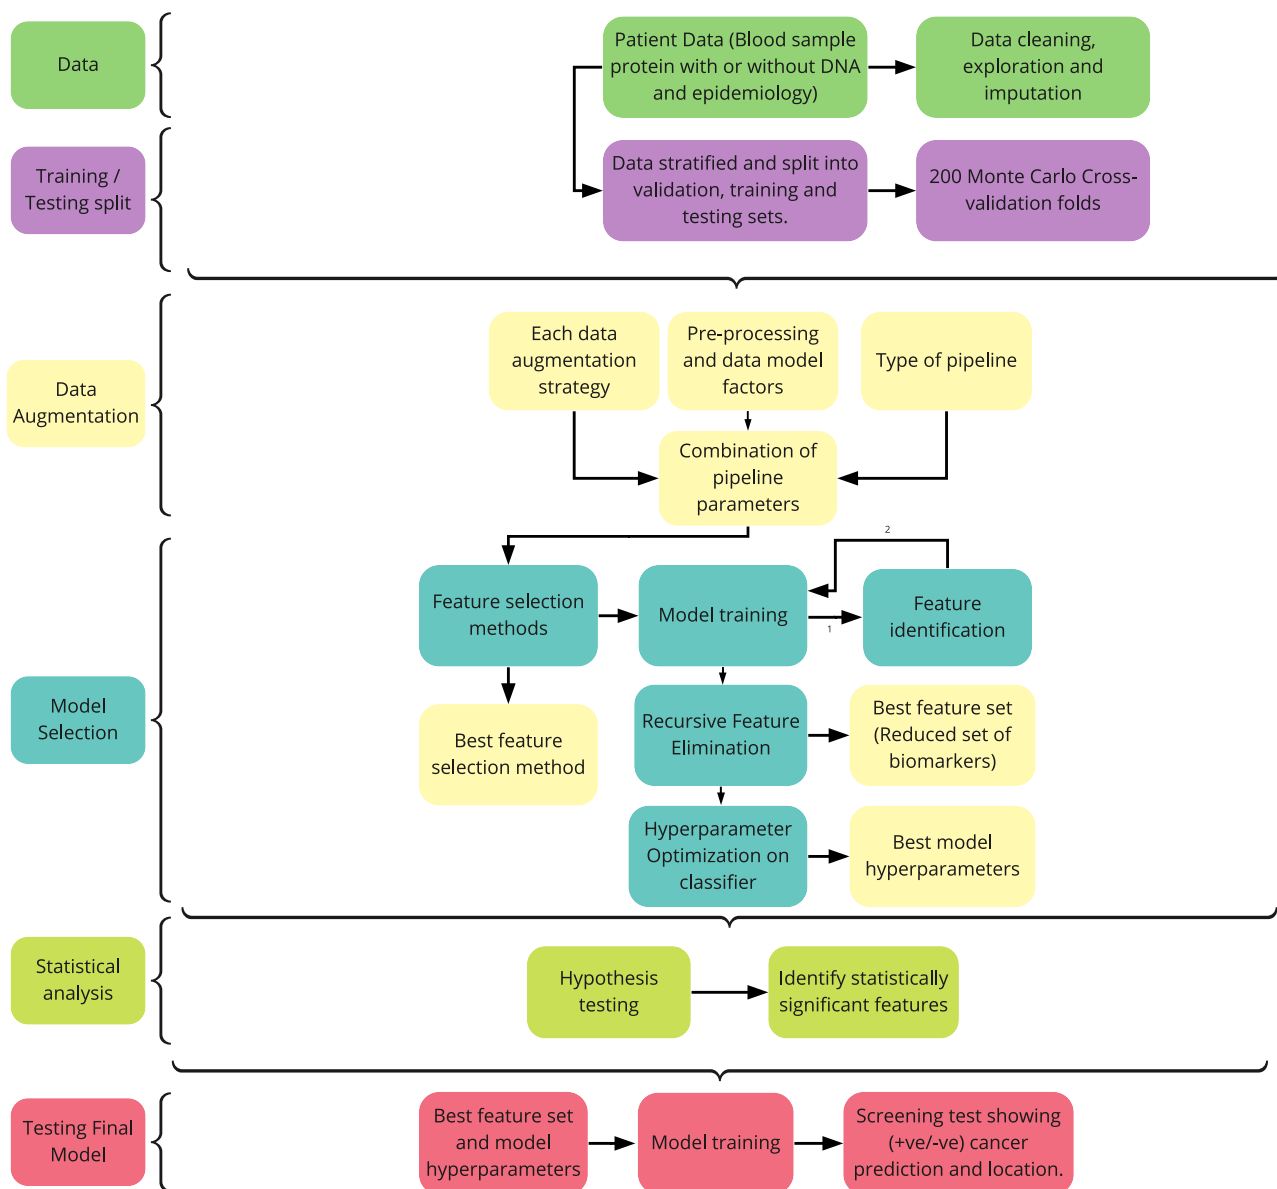 Data
Patient Data (Blood sample
protein with or without DNA
and epidemiology)
Data cleaning,
exploration and
imputation
Training /
Testing split
Data stratified and split into
validation, training and
testing sets.
200 Monte Carlo Cross-
validation folds
Data
Augmentation
Each data
augmentation
strategy
Pre-processing
and data model
factors
Type of pipeline
Combination of
pipeline
parameters
Model
Selection
Feature selection
methods
Model training
1
2
Feature
identification
Best feature
selection method
Recursive Feature
Elimination
Best feature set
(Reduced set of
biomarkers)
Hyperparameter
Optimization on
classifier
Best model
hyperparameters
Statistical
analysis
Hypothesis
testing
Identify statistically
significant features
Testing Final
Model
Best feature set
and model
hyperparameters
Model training
Screening test showing
(+ve/-ve) cancer
prediction and location.